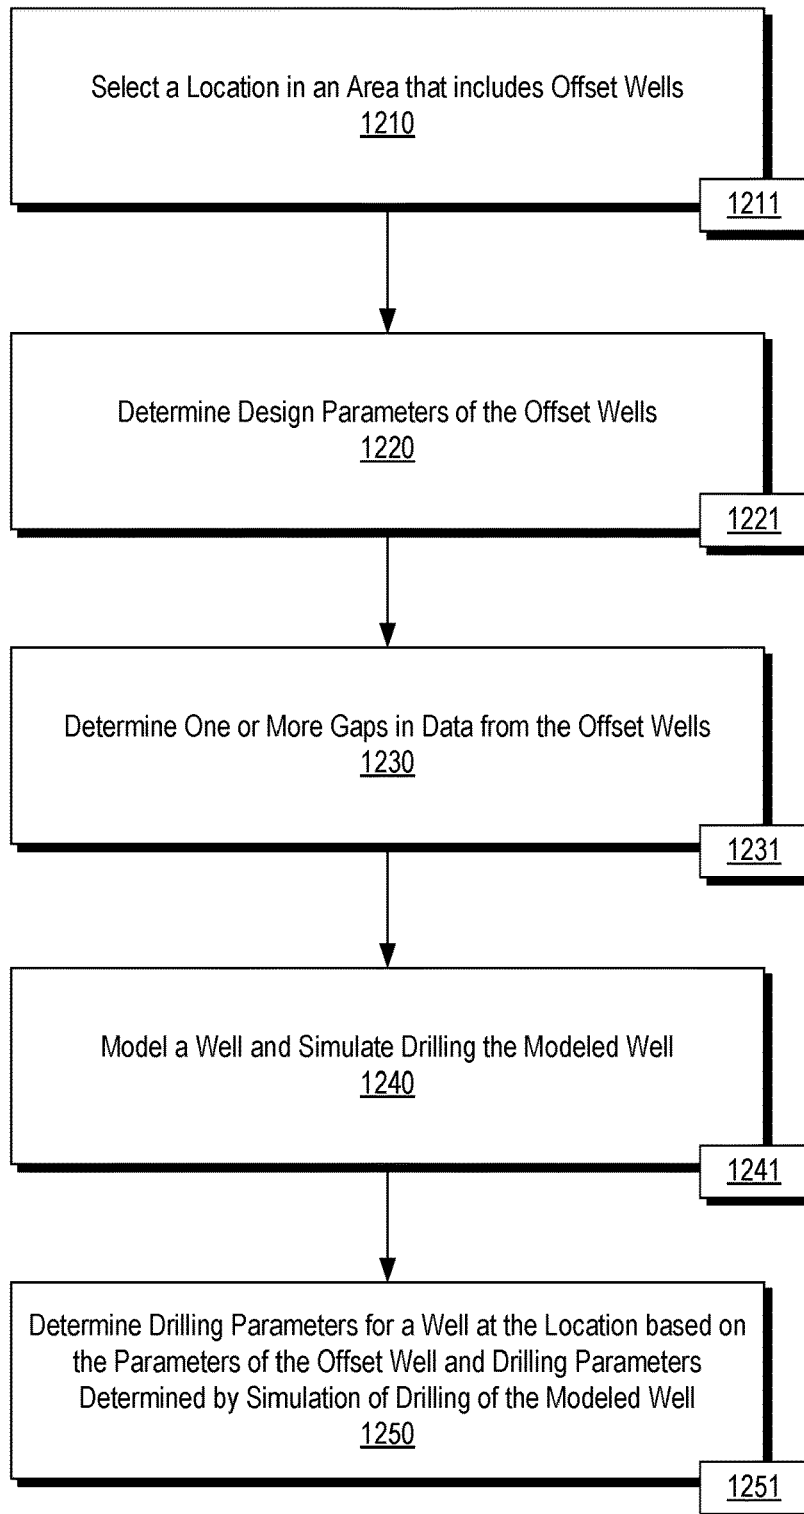 Select a Location in an Area that includes Offset Wells
1210
1211
Determine Design Parameters of the Offset Wells
1220
1221
Determine One or More Gaps in Data from the Offset Wells
1230
1231
Model a Well and Simulate Drilling the Modeled Well
1240
1241
Determine Drilling Parameters for a Well at the Location based on
the Parameters of the Offset Well and Drilling Parameters
Determined by Simulation of Drilling of the Modeled Well
1250
1251